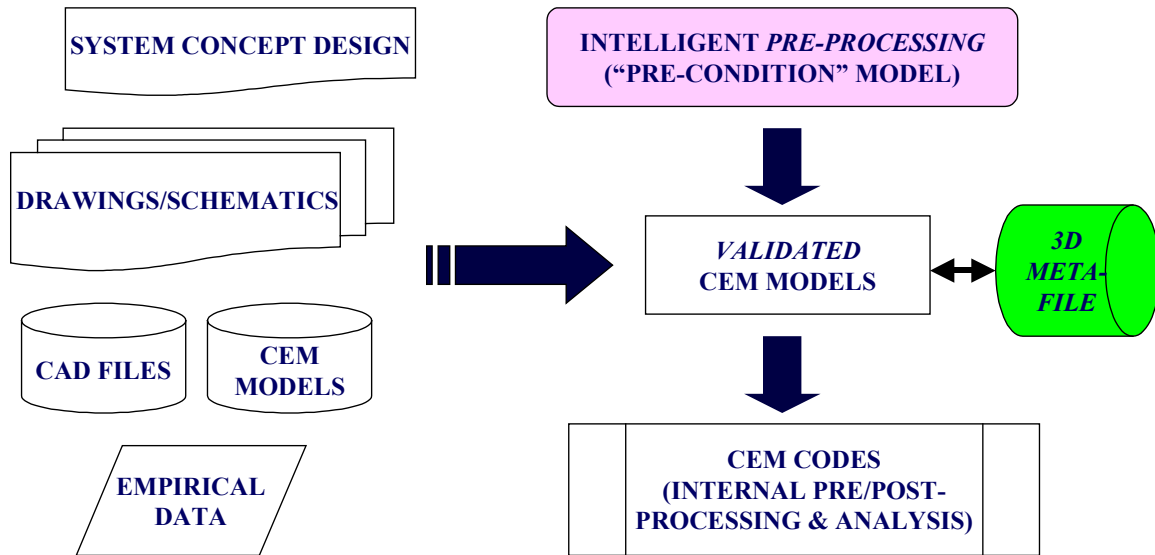 SYSTEM CONCEPT DESIGN
DRAWINGS/SCHEMATICS
CAD FILES
CEM
MODELS
EMPIRICAL
DATA
INTELLIGENT PRE-PROCESSING
(“PRE-CONDITION” MODEL)
VALIDATED
CEM MODELS
3D
META-
FILE
CEM CODES
(INTERNAL PRE/POST-
PROCESSING & ANALYSIS)